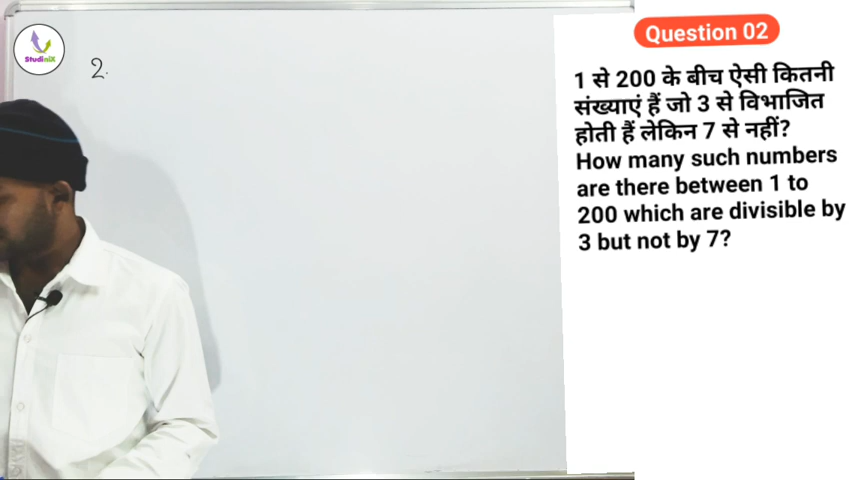 StudiniX
2.
Question 02
1 से 200 के बीच ऐसी कितनी
संख्याएं हैं जो 3 से विभाजित
होती हैं लेकिन 7 से नहीं?
How many such numbers
are there between 1 to
200 which are divisible by
3 but not by 7?